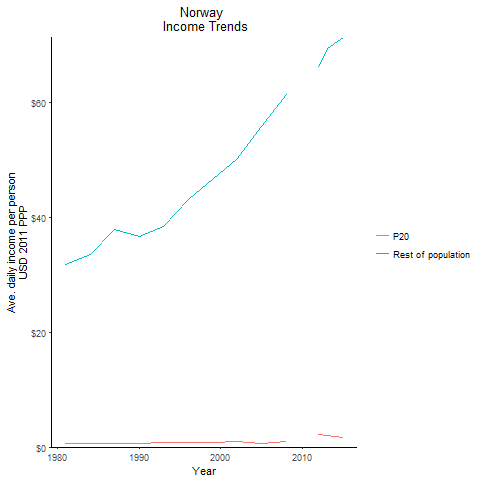 Norway
Income Trends
Ave. daily income per person
USD 2011 PPP
$60
$40
$20
$0
1980
1990
2000
2010
Year
P20
Rest of population